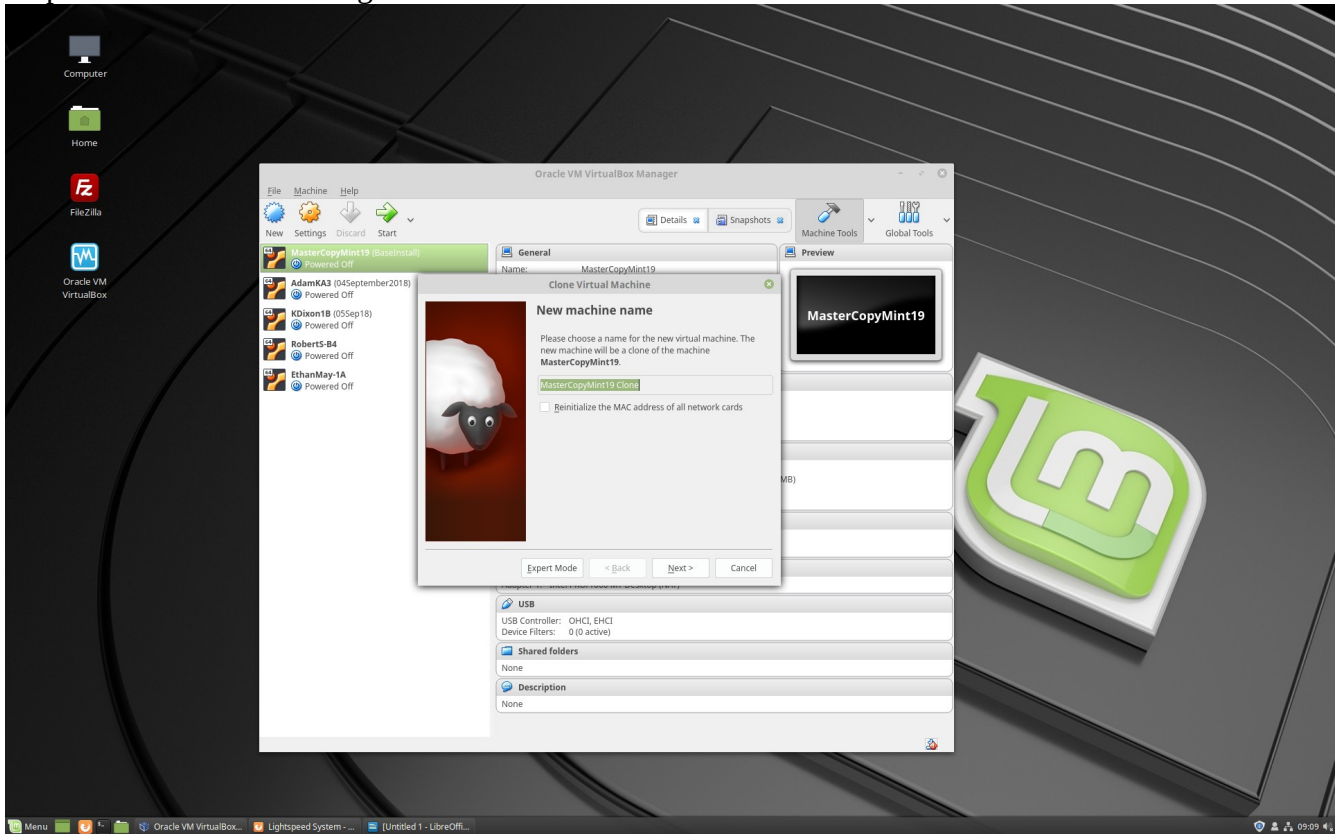 Computer
Home
FileZilla
Oracle VM
VirtualBox
Oracle VM VirtualBox Manager
File Machine Help
New Settings Discard Start
Details Snapshots
Machine Tools Global Tools
MasterCopyMint19 (BaseInstall)
Powered Off
AdamKA3 (04September2018)
Powered Off
KDixon1B (05Sep18)
Powered Off
RobertS-B4
Powered Off
EthanMay-1A
Powered Off
General
Name: MasterCopyMint19
Preview
MasterCopyMint19
Clone Virtual Machine
New machine name
Please choose a name for the new virtual machine. The
new machine will be a clone of the machine
MasterCopyMint19.
MasterCopyMint19 Clone
Reinitialize the MAC address of all network cards
Expert Mode < Back Next > Cancel
MB)
USB
USB Controller: OHCI, EHCI
Device Filters: 0 (0 active)
Shared folders
None
Description
None
Menu Oracle VM VirtualBox... Lightspeed System - ... [Untitled 1 - LibreOffi... 09:09